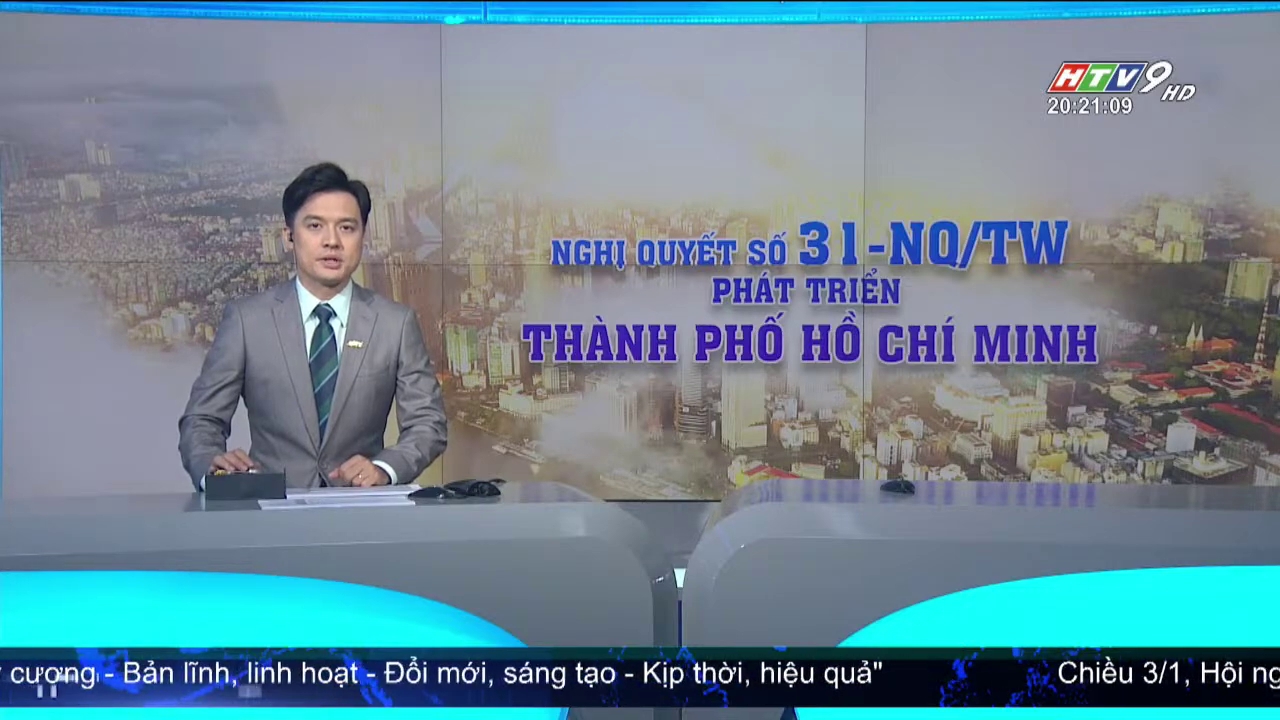 HTV9 HD
20:21:09
NGHỊ QUYẾT SỐ 31-NQ/TW
PHÁT TRIỂN
THÀNH PHỐ HỒ CHÍ MINH
cương - Bản lĩnh, linh hoạt - Đổi mới, sáng tạo - Kịp thời, hiệu quả" Chiều 3/1, Hội